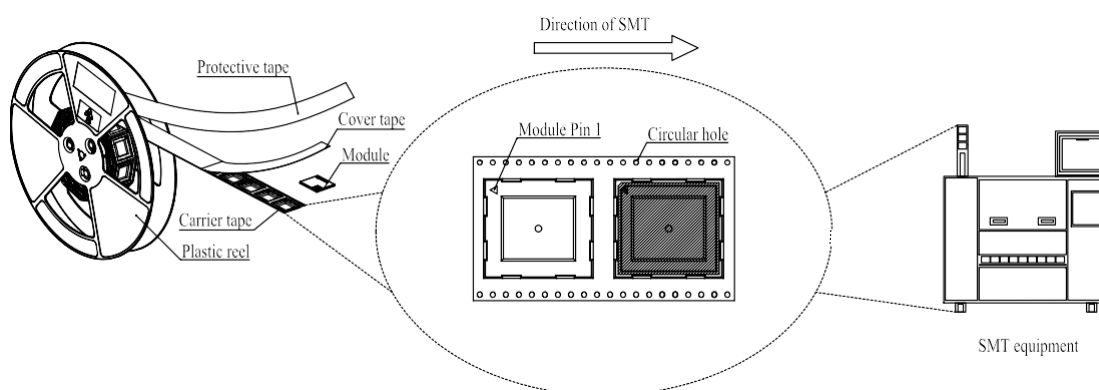 Direction of SMT
Protective tape
Cover tape
Module
Carrier tape
Plastic reel
Module Pin 1
Circular hole
SMT equipment